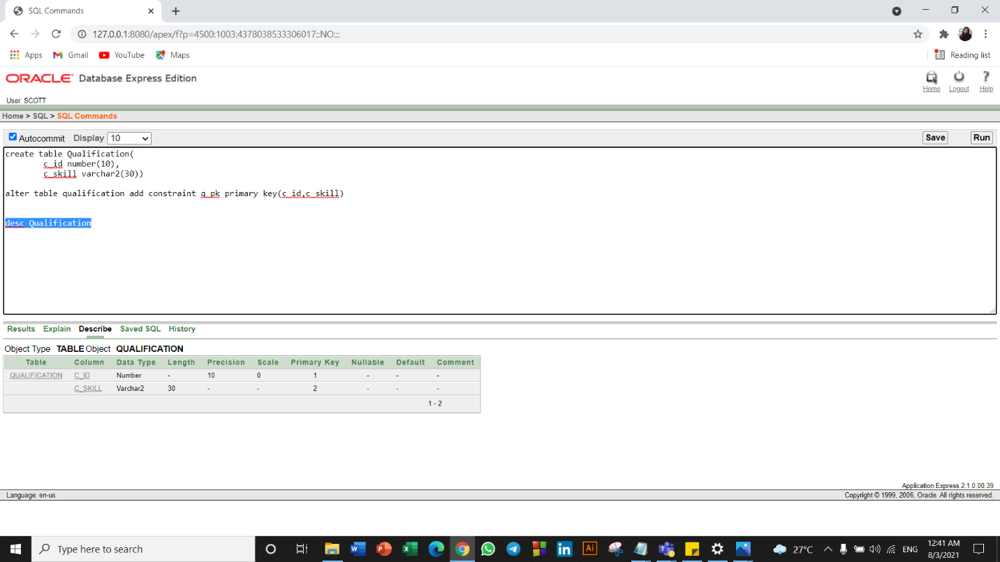 SQL Commands
127.0.0.1:8080/apex/f?p=4500:1003:4378038533306017::NO:::
Apps Gmail YouTube Maps Reading list
ORACLE Database Express Edition
Home Logout Help
User: SCOTT
Home > SQL > SQL Commands
Autocommit Display 10 Save Run
create table Qualification(
c_id number(10),
c_skill varchar2(30))
alter table qualification add constraint q_pk primary key(c_id,c_skill)
desc Qualification
Results Explain Describe Saved SQL History
Object Type TABLE Object QUALIFICATION
Table Column Data Type Length Precision Scale Primary Key Nullable Default Comment
QUALIFICATION C_ID Number - 10 0 1 - - -
C_SKILL Varchar2 30 - - 2 - - -
1 - 2
Application Express 2.1.0.00.39
Language: en-us Copyright © 1999, 2006, Oracle. All rights reserved.
Type here to search 27°C ENG 12:41 AM
8/3/2021